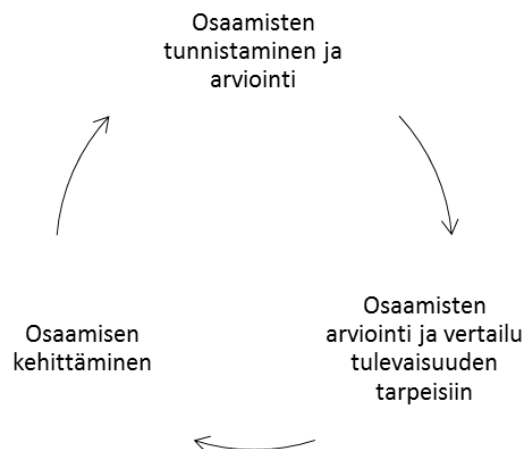 Osaamisten
tunnistaminen ja
arviointi
Osaamisten
arviointi ja vertailu
tulevaisuuden
tarpeisiin
Osaamisen
kehittäminen